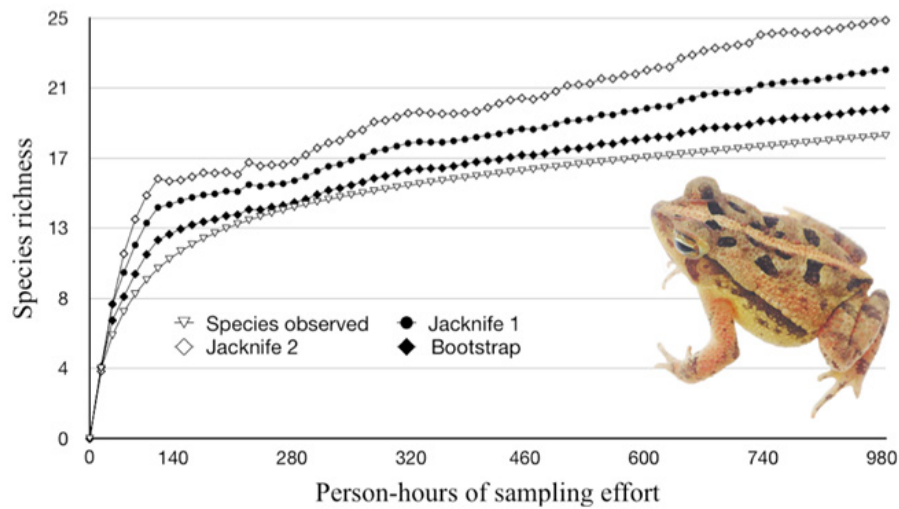 25
21
17
13
8
4
0
Species richness
Species observed
Jacknife 1
Jacknife 2
Bootstrap
0 140 280 320 460 600 740 980
Person-hours of sampling effort